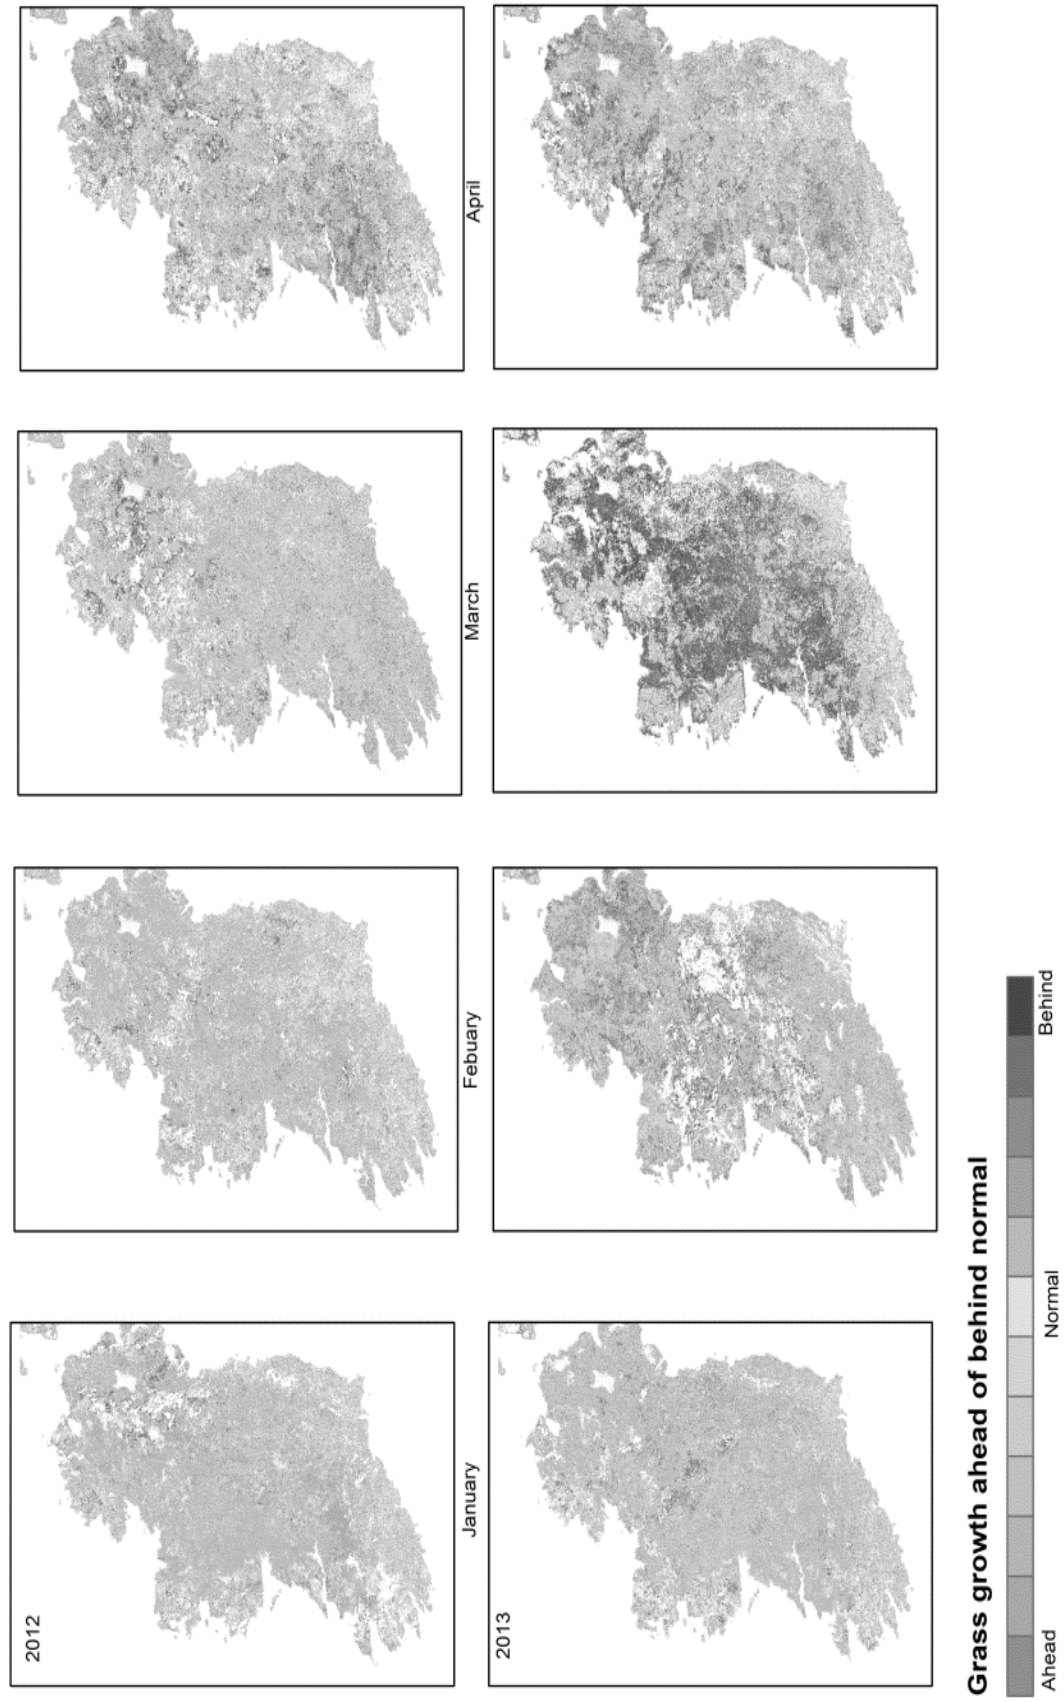 2012
January
Febuary
March
April
2013
Grass growth ahead of behind normal
Ahead
Normal
Behind